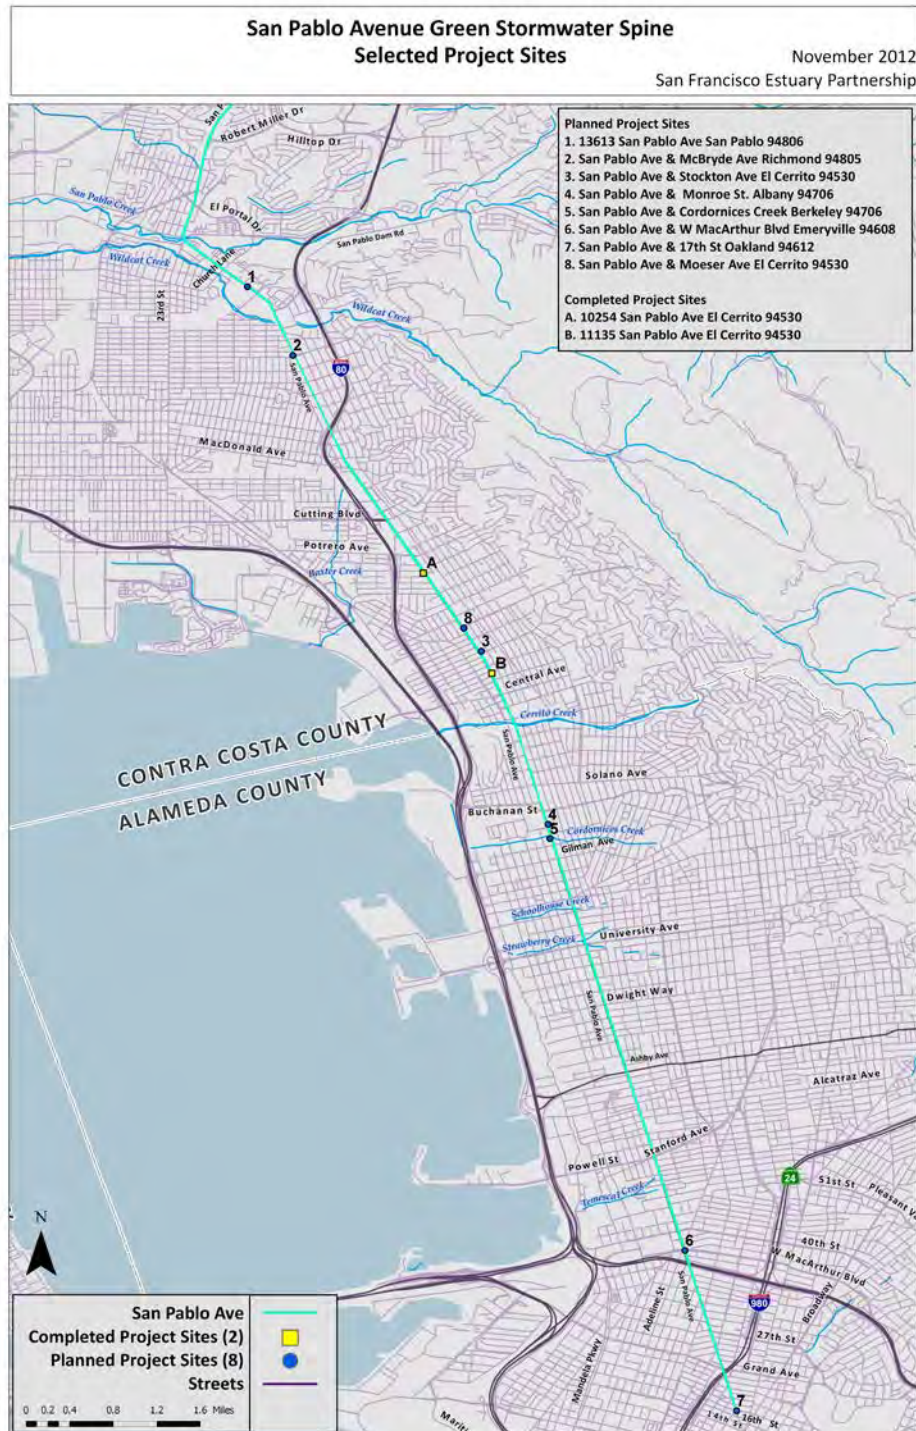 San Pablo Avenue Green Stormwater Spine
Selected Project Sites
November 2012
San Francisco Estuary Partnership
Planned Project Sites
1. 13613 San Pablo Ave San Pablo 94806
2. San Pablo Ave & McBryde Ave Richmond 94805
3. San Pablo Ave & Stockton Ave El Cerrito 94530
4. San Pablo Ave & Monroe St. Albany 94706
5. San Pablo Ave & Cordornices Creek Berkeley 94706
6. San Pablo Ave & W MacArthur Blvd Emeryville 94608
7. San Pablo Ave & 17th St Oakland 94612
8. San Pablo Ave & Moeser Ave El Cerrito 94530
Completed Project Sites
A. 10254 San Pablo Ave El Cerrito 94530
B. 11135 San Pablo Ave El Cerrito 94530
Robert Miller Dr
Hilltop Dr
San Pablo Creek
El Portal Dr
San Pablo Dam Rd
Wildcat Creek
Church Lane
1
23rd St
Wildcat Creek
2
San Pablo Ave
80
MacDonald Ave
Cutting Blvd
Potrero Ave
Baxter Creek
A
8
3
B
Central Ave
Cerrito Creek
CONTRA COSTA COUNTY
ALAMEDA COUNTY
San Pablo Ave
Solano Ave
Buchanan St
4
5
Cordornices Creek
Gilman Ave
Schoolhouse Creek
University Ave
Strawberry Creek
Dwight Way
San Pablo Ave
Ashby Ave
Alcatraz Ave
Stanford Ave
Powell St
24
51st St
Temescal Creek
40th St
6
W MacArthur Blvd
San Pablo Ave
Adeline St
980
Broadway
27th St
Mandela Pkwy
Grand Ave
7
14th St
16th St
N
San Pablo Ave
Completed Project Sites (2)
Planned Project Sites (8)
Streets
0 0.2 0.4 0.8 1.2 1.6 Miles